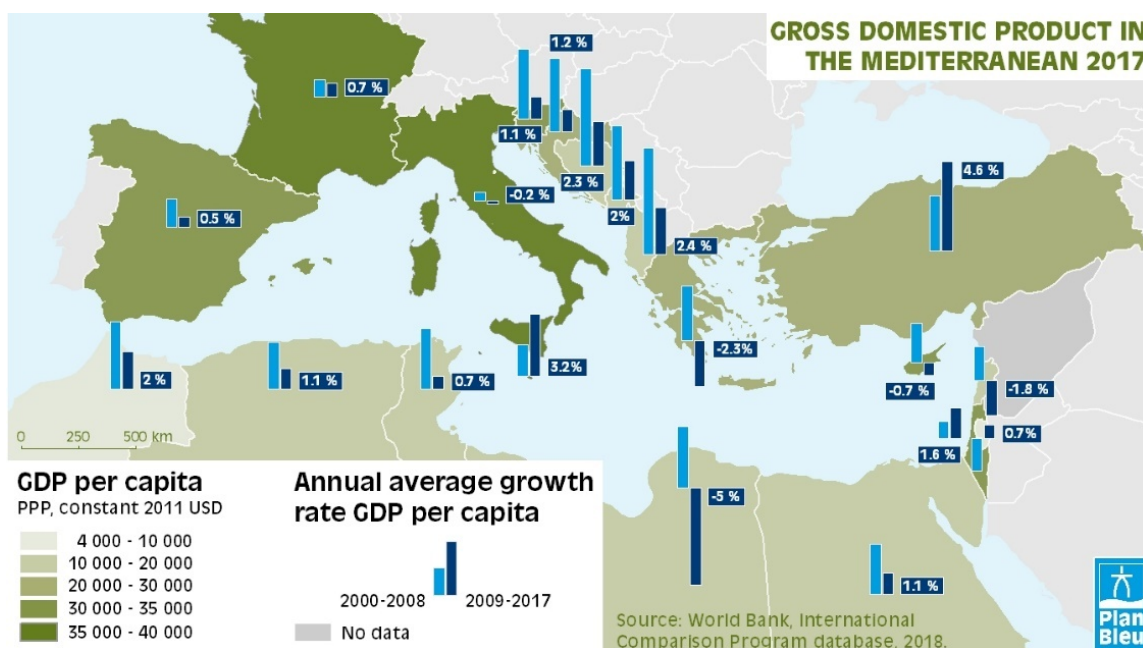 GROSS DOMESTIC PRODUCT IN
THE MEDITERRANEAN 2017
1.2 %
0.7 %
1.1 %
4.6 %
2.3 %
-0.2 %
0.5 %
2%
2.4 %
-2.3%
2 %
1.1 %
0.7 %
3.2%
-0.7 %
-1.8 %
0.7%
1.6 %
-5 %
1.1 %
0 250 500 km
GDP per capita
PPP, constant 2011 USD
4 000 - 10 000
10 000 - 20 000
20 000 - 30 000
30 000 - 35 000
35 000 - 40 000
Annual average growth
rate GDP per capita
2000-2008 2009-2017
No data
Source: World Bank, International
Comparison Program database, 2018.
Plan
Bleu